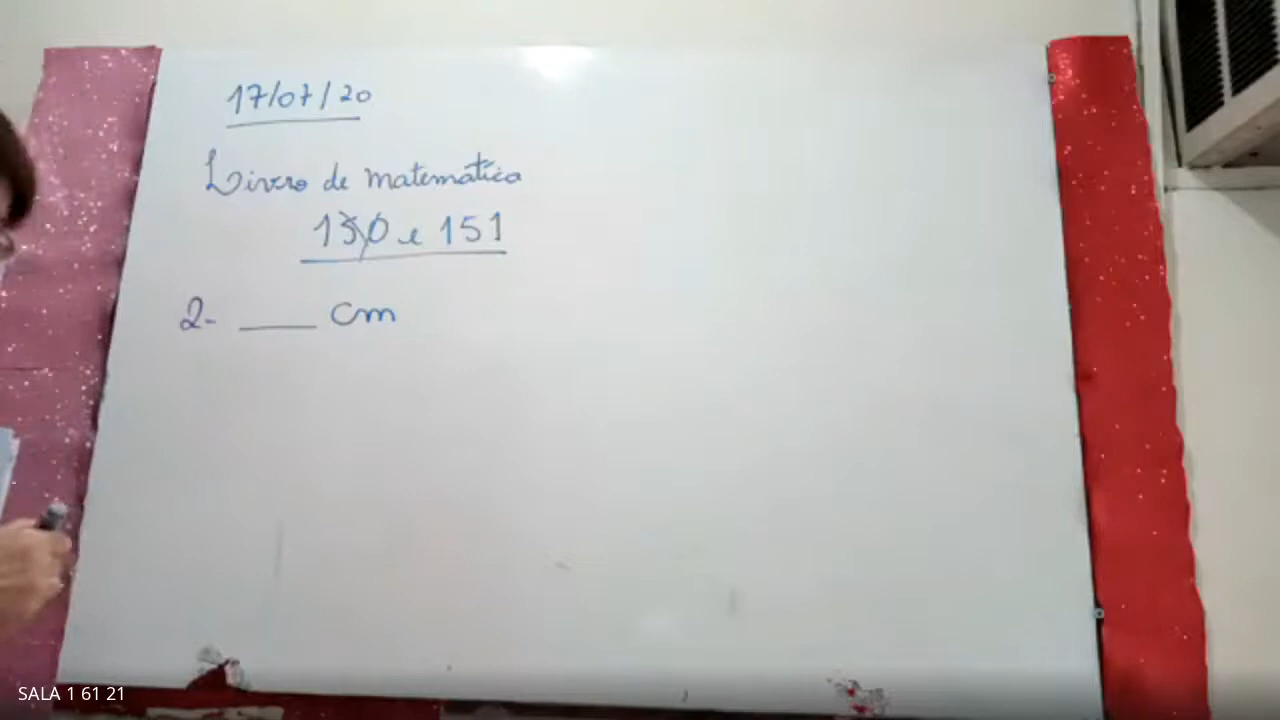 17/07/20
Livro de matemática
150 e 151
2- ____ cm
SALA 1 61 21